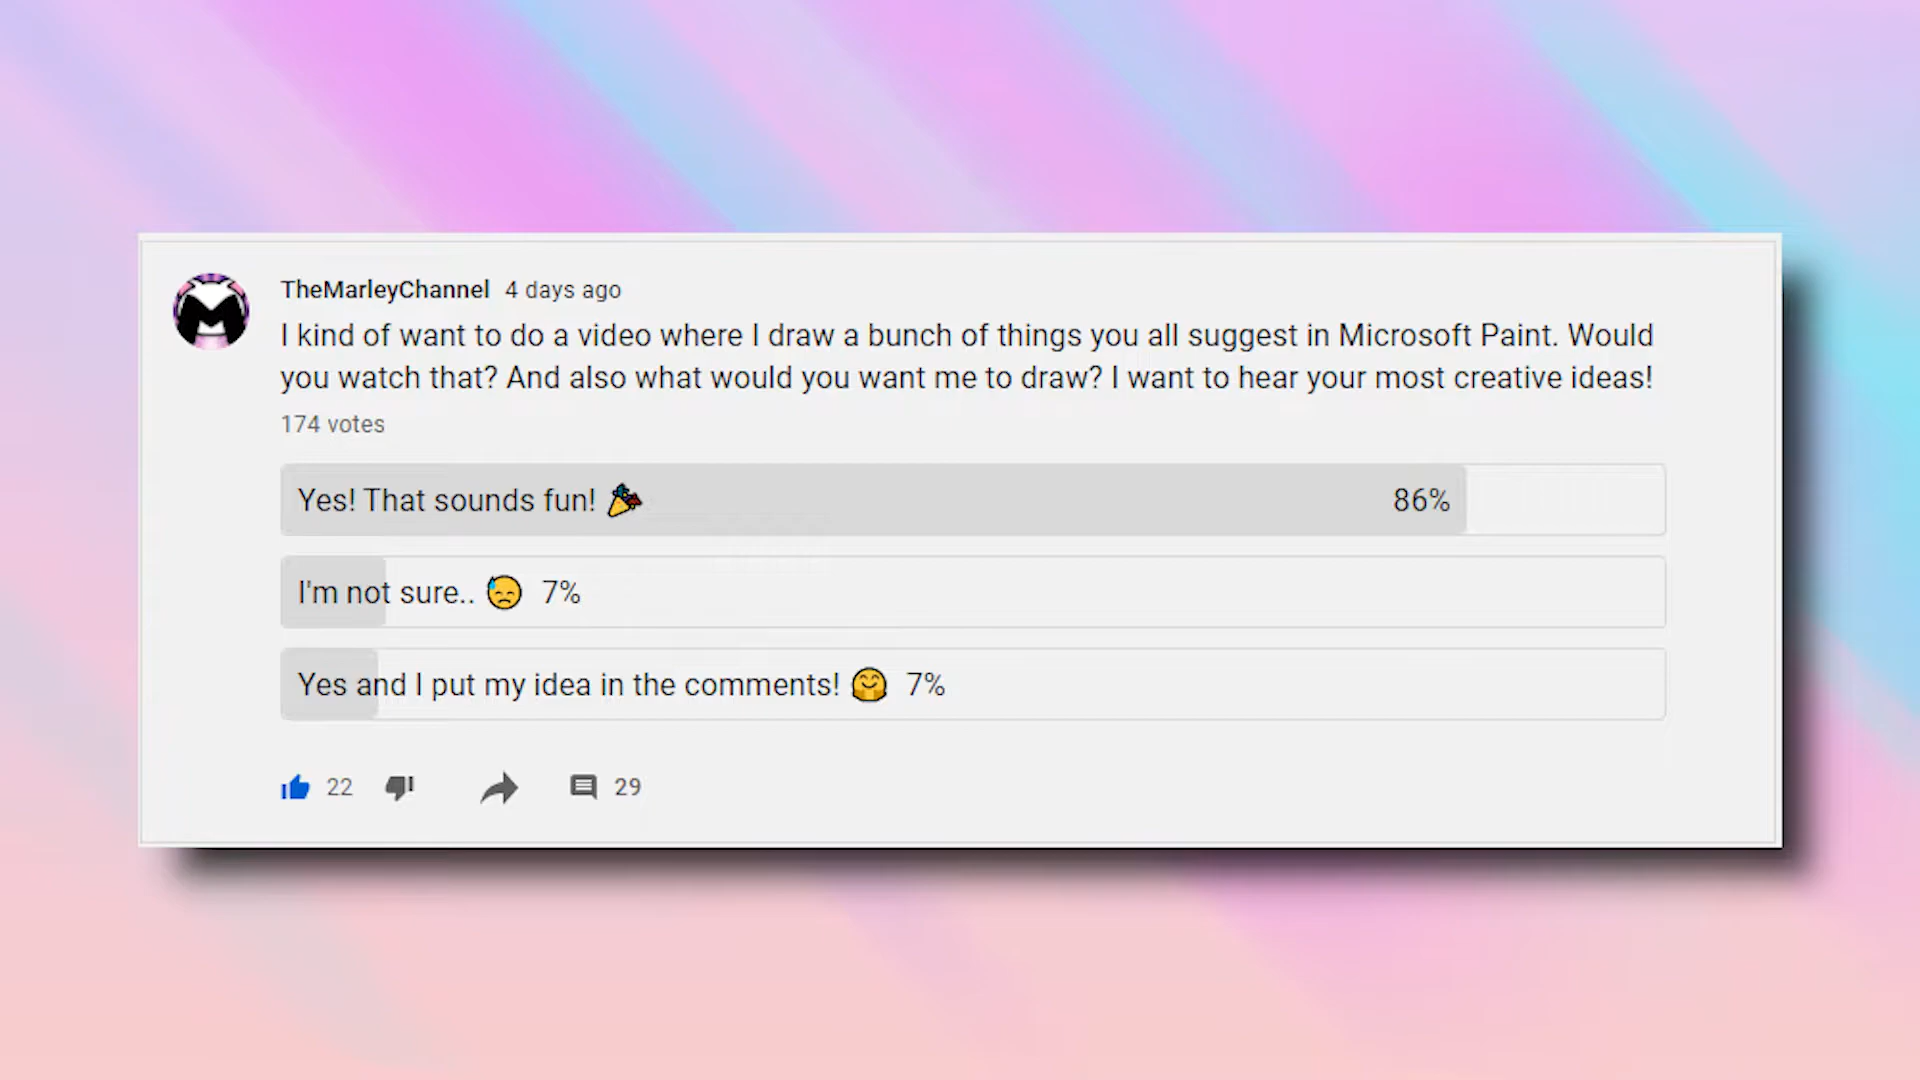 TheMarleyChannel 4 days ago
I kind of want to do a video where I draw a bunch of things you all suggest in Microsoft Paint. Would
you watch that? And also what would you want me to draw? I want to hear your most creative ideas!
174 votes
Yes! That sounds fun! 🎉 86%
I'm not sure.. 😓 7%
Yes and I put my idea in the comments! 🤗 7%
22 29